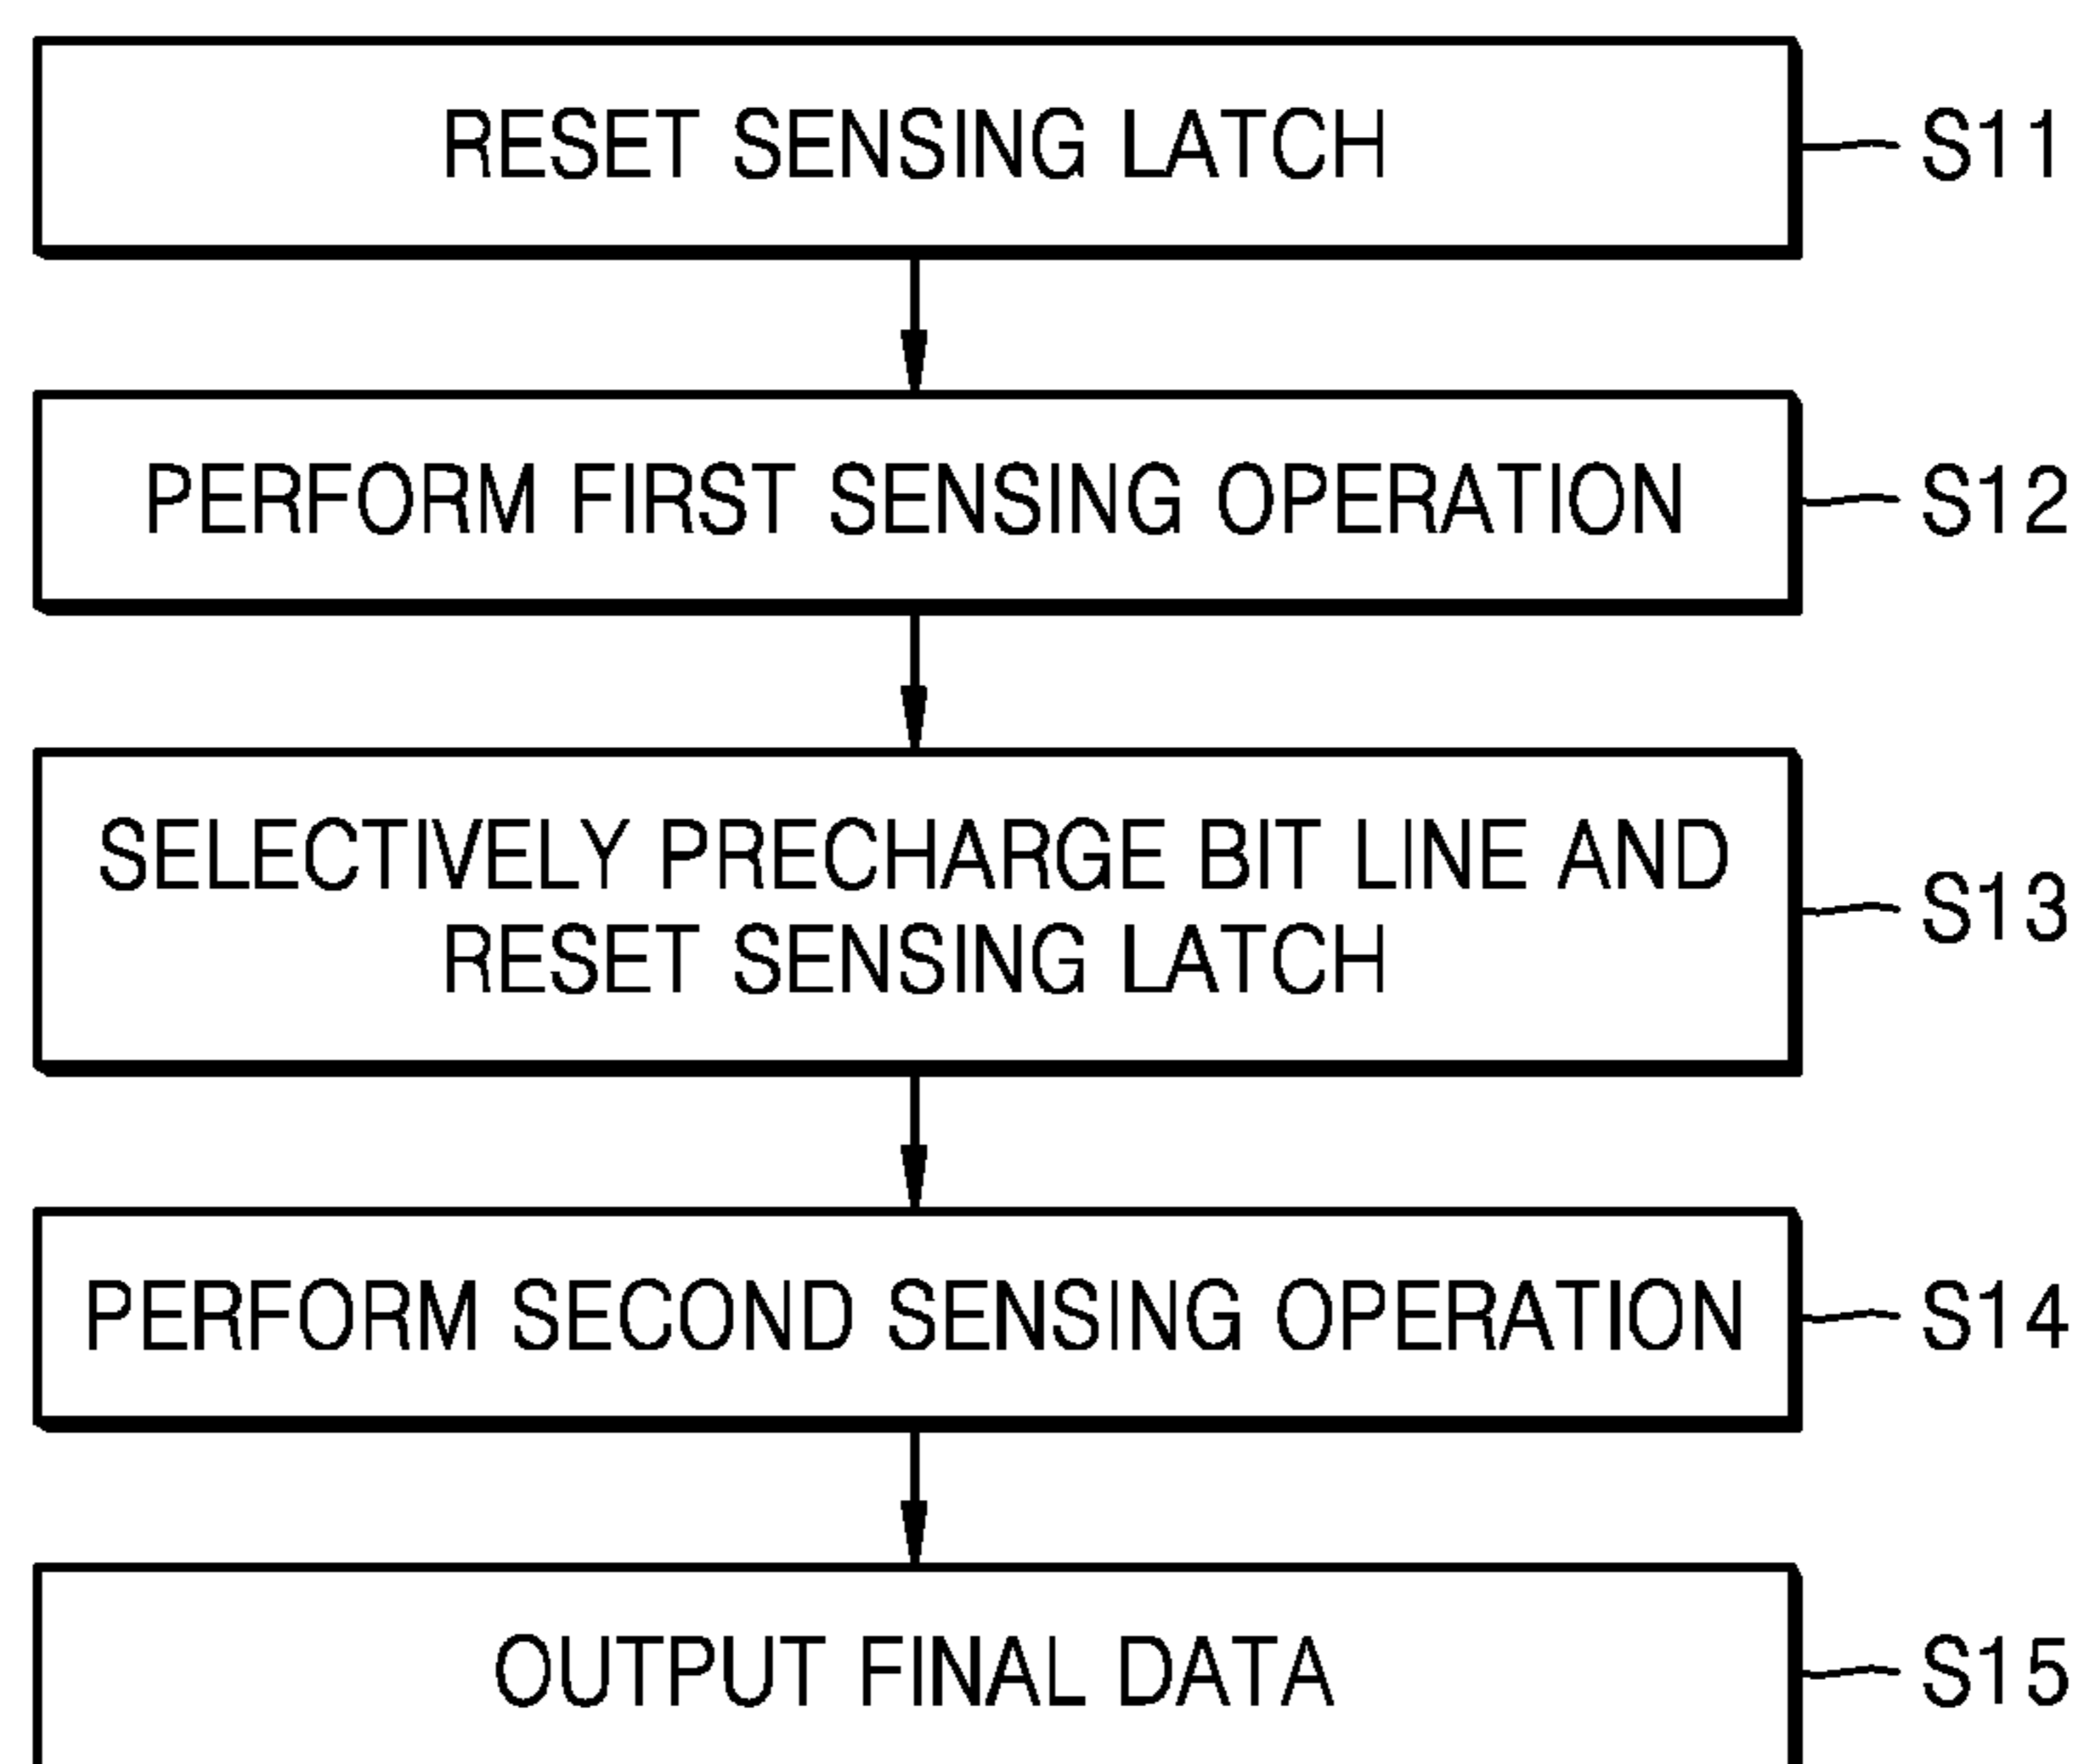 RESET SENSING LATCH
S11
PERFORM FIRST SENSING OPERATION
S12
SELECTIVELY PRECHARGE BIT LINE AND
RESET SENSING LATCH
S13
PERFORM SECOND SENSING OPERATION
S14
OUTPUT FINAL DATA
S15